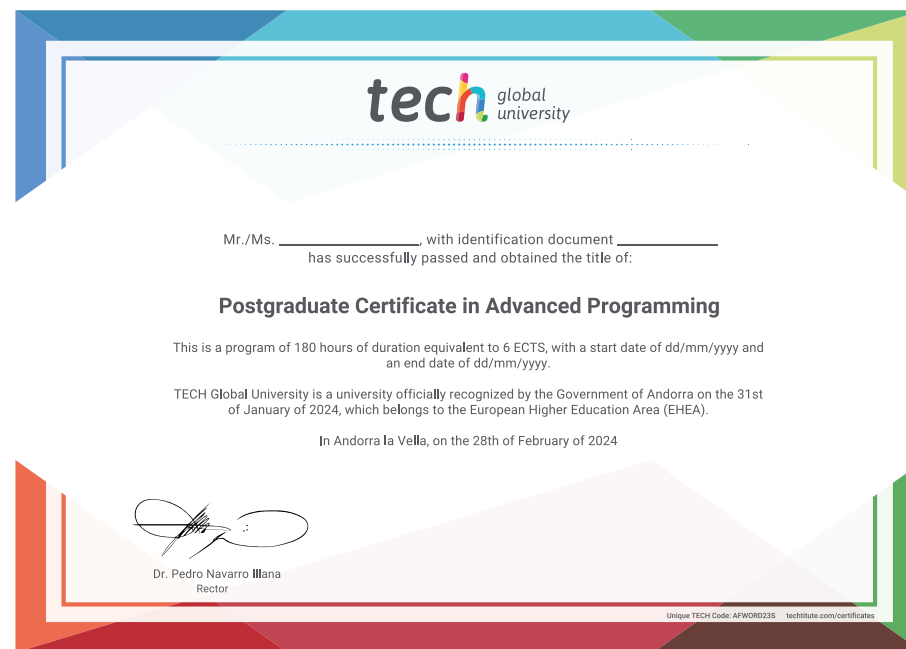 tech global
university
Mr./Ms. ____________, with identification document ____________
has successfully passed and obtained the title of:
Postgraduate Certificate in Advanced Programming
This is a program of 180 hours of duration equivalent to 6 ECTS, with a start date of dd/mm/yyyy and
an end date of dd/mm/yyyy.
TECH Global University is a university officially recognized by the Government of Andorra on the 31st
of January of 2024, which belongs to the European Higher Education Area (EHEA).
In Andorra la Vella, on the 28th of February of 2024
Dr. Pedro Navarro Illana
Rector
Unique TECH Code: AFWORD23S techtitute.com/certificates